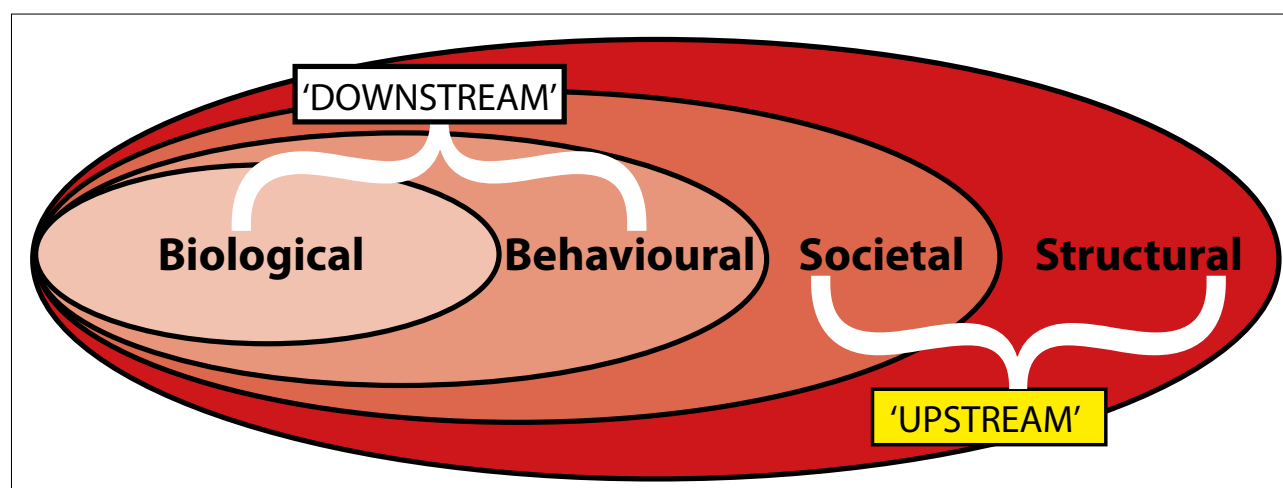 ‘DOWNSTREAM’
Biological Behavioural Societal Structural
‘UPSTREAM’